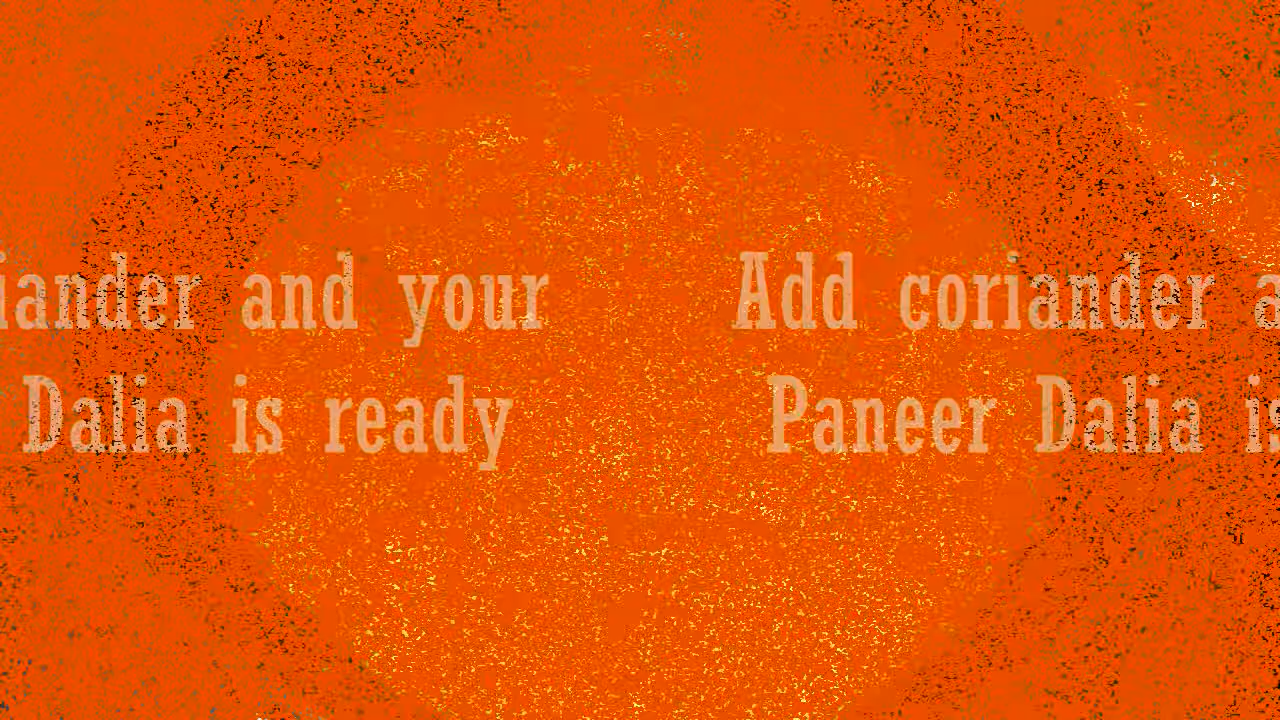 iander and your
Dalia is ready
Add coriander a
Paneer Dalia is